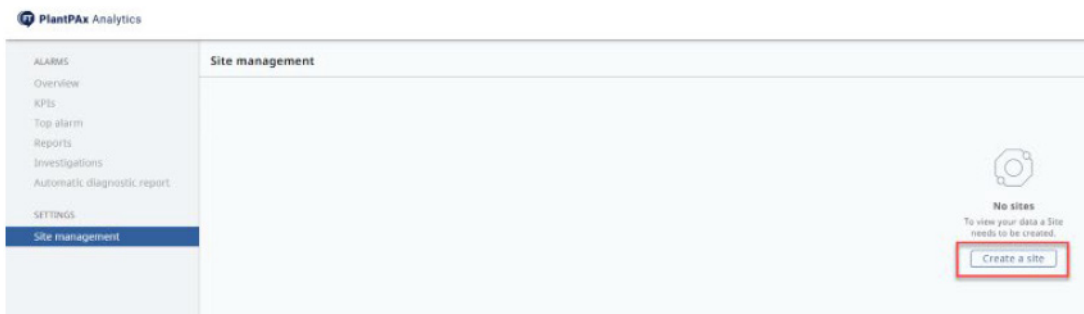 PlantPAx Analytics
ALARMS
Overview
KPIs
Top alarm
Reports
Investigations
Automatic diagnostic report
SETTINGS
Site management
Site management
No sites
To view your data a Site
needs to be created.
Create a site